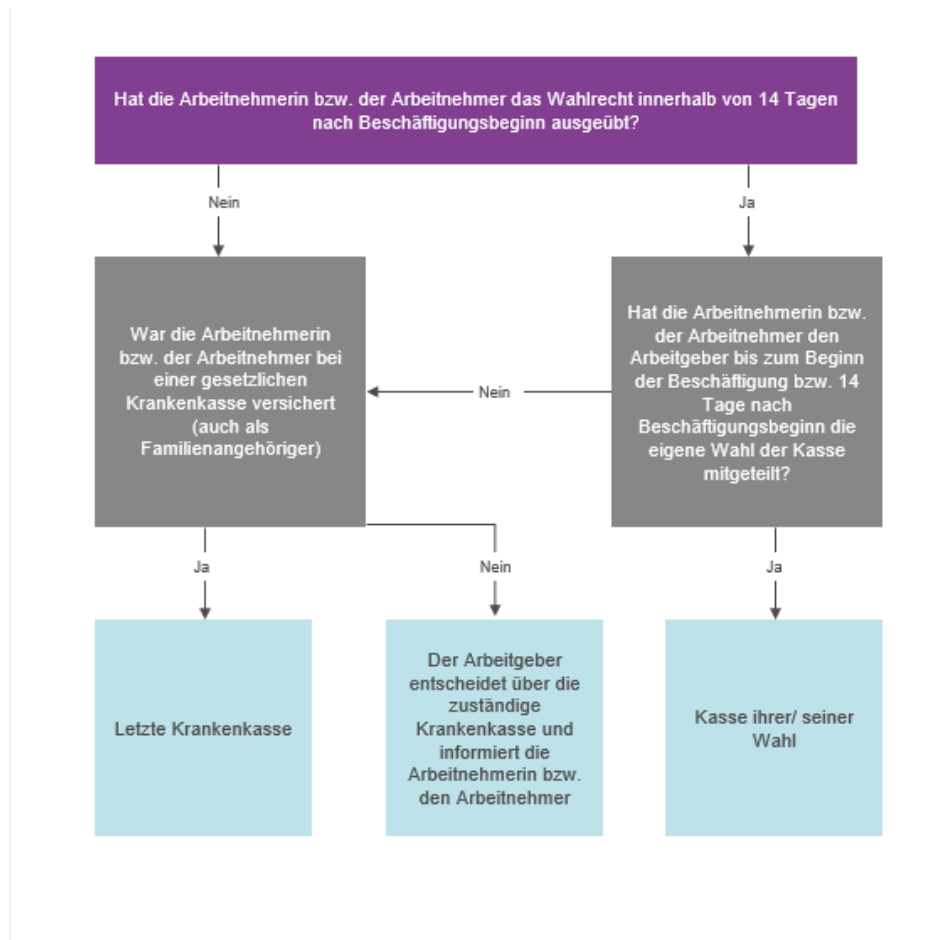 Hat die Arbeitnehmerin bzw. der Arbeitnehmer das Wahlrecht innerhalb von 14 Tagen
nach Beschäftigungsbeginn ausgeübt?
Nein
Ja
War die Arbeitnehmerin
bzw. der Arbeitnehmer bei
einer gesetzlichen
Krankenkasse versichert
(auch als
Familienangehöriger)
Nein
Hat die Arbeitnehmerin bzw.
der Arbeitnehmer den
Arbeitgeber bis zum Beginn
der Beschäftigung bzw. 14
Tage nach
Beschäftigungsbeginn die
eigene Wahl der Kasse
mitgeteilt?
Ja
Nein
Ja
Letzte Krankenkasse
Der Arbeitgeber
entscheidet über die
zuständige
Krankenkasse und
informiert die
Arbeitnehmerin bzw.
den Arbeitnehmer
Kasse ihrer/ seiner
Wahl